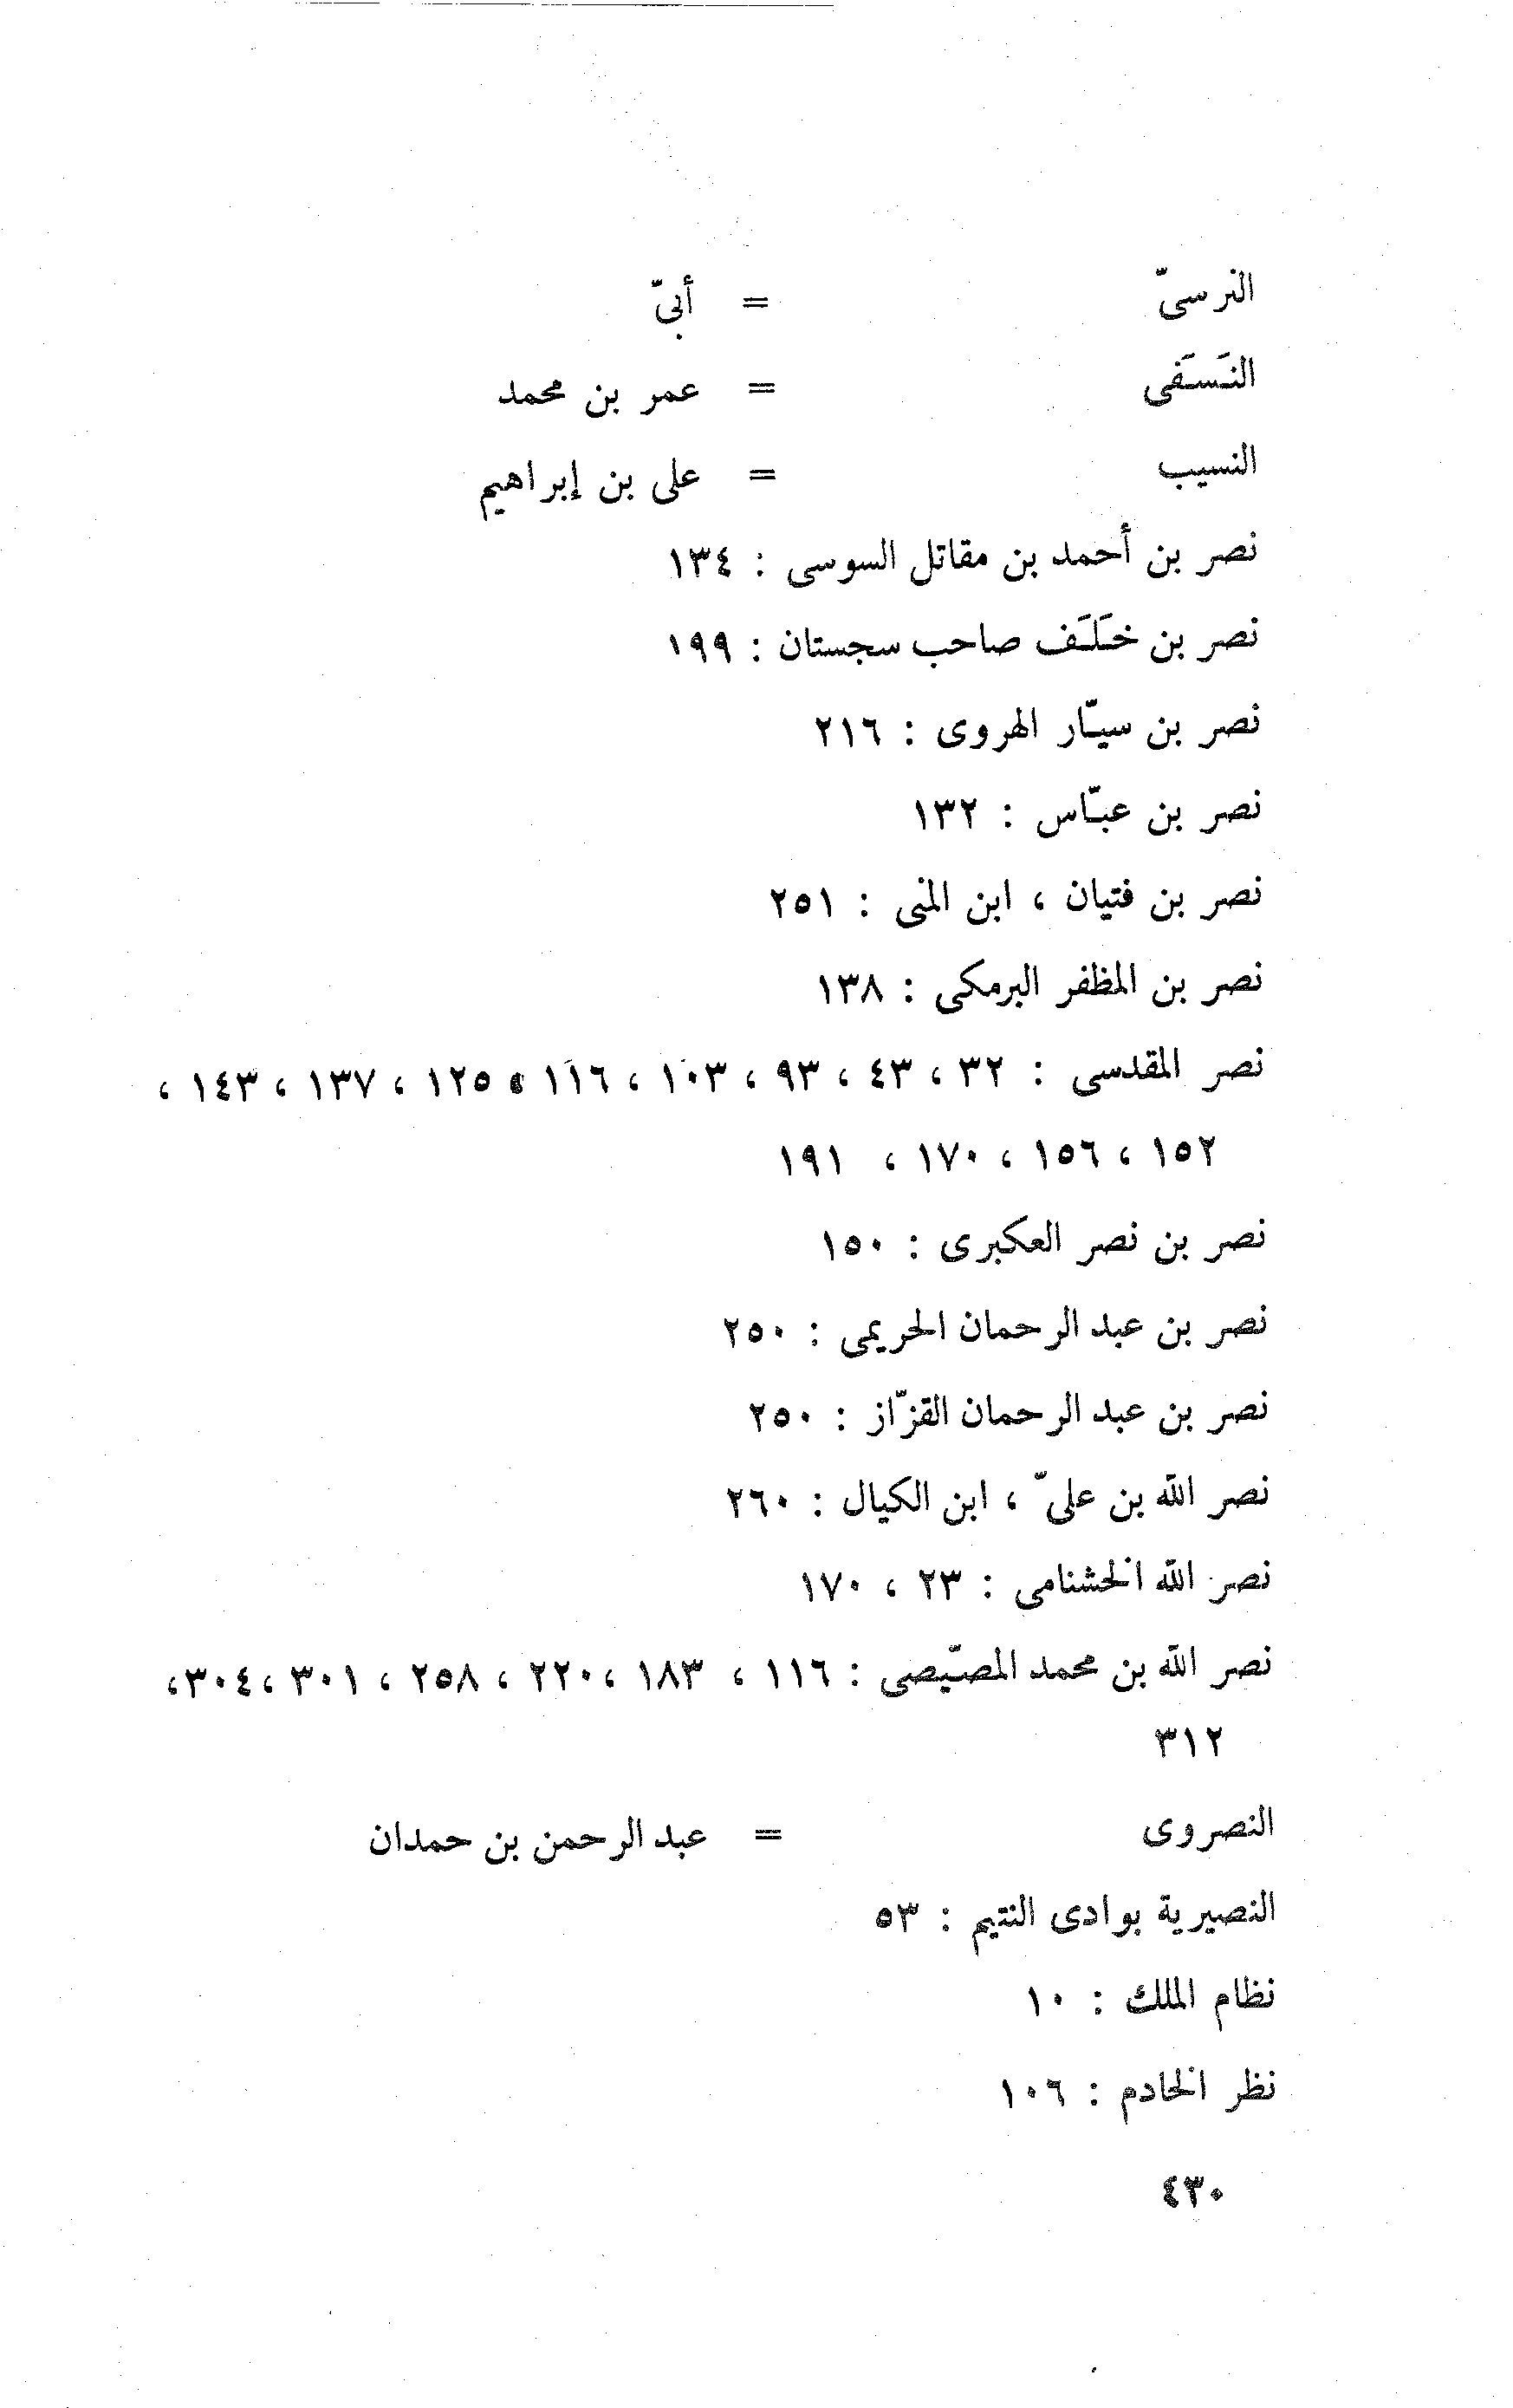 النرسىّ = أبىّ
النَسَفى = عمر بن محمد
النسيب = على بن إبراهيم
نصر بن أحمد بن مقاتل السوسى : ١٣٤
نصر بن خَلَف صاحب سجستان : ١٩٩
نصر بن سيّار الهروى : ٢١٦
نصر بن عبّاس : ١٣٢
نصر بن فتيان ، ابن المنى : ٢٥١
نصر بن المظفر البرمكى : ١٣٨
نصر المقدسى : ٣٢ ، ٤٣ ، ٩٣ ، ١٠٣ ، ١١٦ ، ١٢٥ ، ١٣٧ ، ١٤٣ ،
١٥٢ ، ١٥٦ ، ١٧٠ ، ١٩١
نصر بن نصر العكبرى : ١٥٠
نصر بن عبد الرحمان الحريمى : ٢٥٠
نصر بن عبد الرحمان القزّاز : ٢٥٠
نصر الله بن علىّ ، ابن الكيال : ٢٦٠
نصر الله الخشنامى : ٢٣ ، ١٧٠
نصر الله بن محمد المصّيصى : ١١٦ ، ١٨٣ ، ٢٢٠ ، ٢٥٨ ، ٣٠١ ، ٣٠٤ ،
٣١٢
النصروى = عبد الرحمن بن حمدان
النصيرية بوادى التيم : ٥٣
نظام الملك : ١٠
نظر الخادم : ١٠٦
٤٣٠